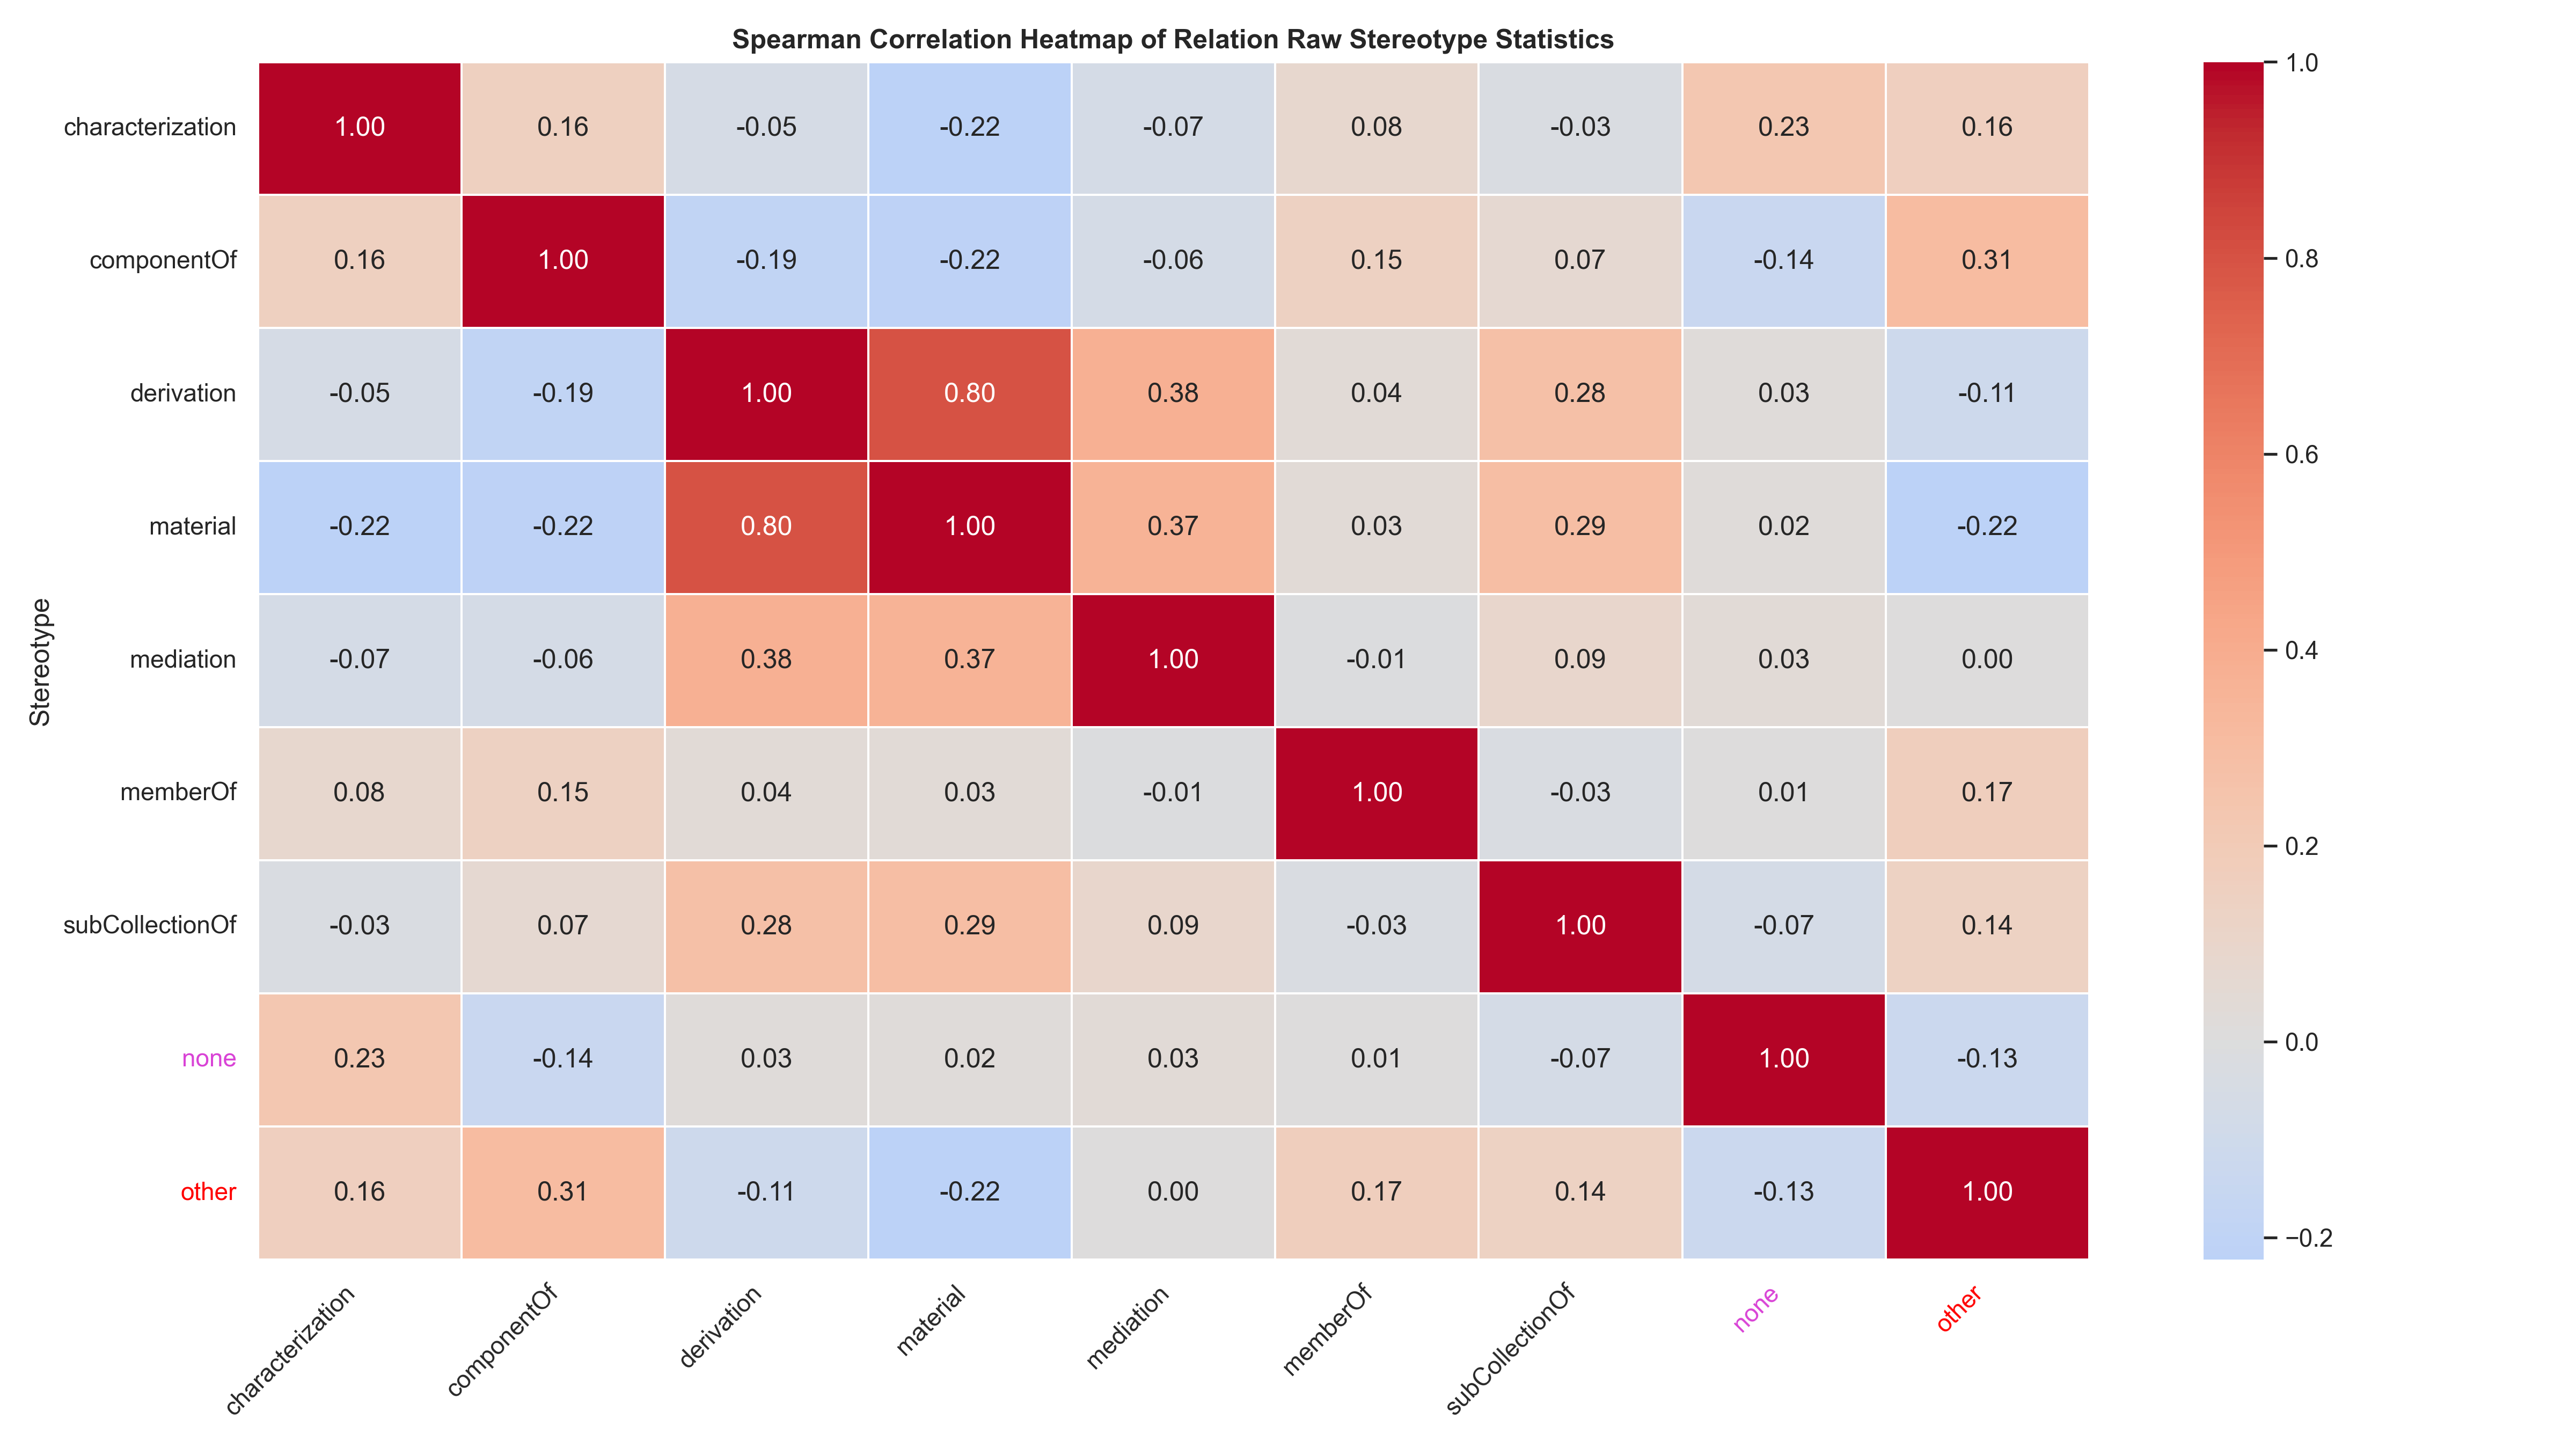 Spearman Correlation Heatmap of Relation Raw Stereotype Statistics
characterization 1.00 0.16 -0.05 -0.22 -0.07 0.08 -0.03 0.23 0.16
componentOf 0.16 1.00 -0.19 -0.22 -0.06 0.15 0.07 -0.14 0.31
derivation -0.05 -0.19 1.00 0.80 0.38 0.04 0.28 0.03 -0.11
material -0.22 -0.22 0.80 1.00 0.37 0.03 0.29 0.02 -0.22
mediation -0.07 -0.06 0.38 0.37 1.00 -0.01 0.09 0.03 0.00
memberOf 0.08 0.15 0.04 0.03 -0.01 1.00 -0.03 0.01 0.17
subCollectionOf -0.03 0.07 0.28 0.29 0.09 -0.03 1.00 -0.07 0.14
none 0.23 -0.14 0.03 0.02 0.03 0.01 -0.07 1.00 -0.13
other 0.16 0.31 -0.11 -0.22 0.00 0.17 0.14 -0.13 1.00
Stereotype
characterization componentOf derivation material mediation memberOf subCollectionOf none other
1.0
0.8
0.6
0.4
0.2
0.0
−0.2